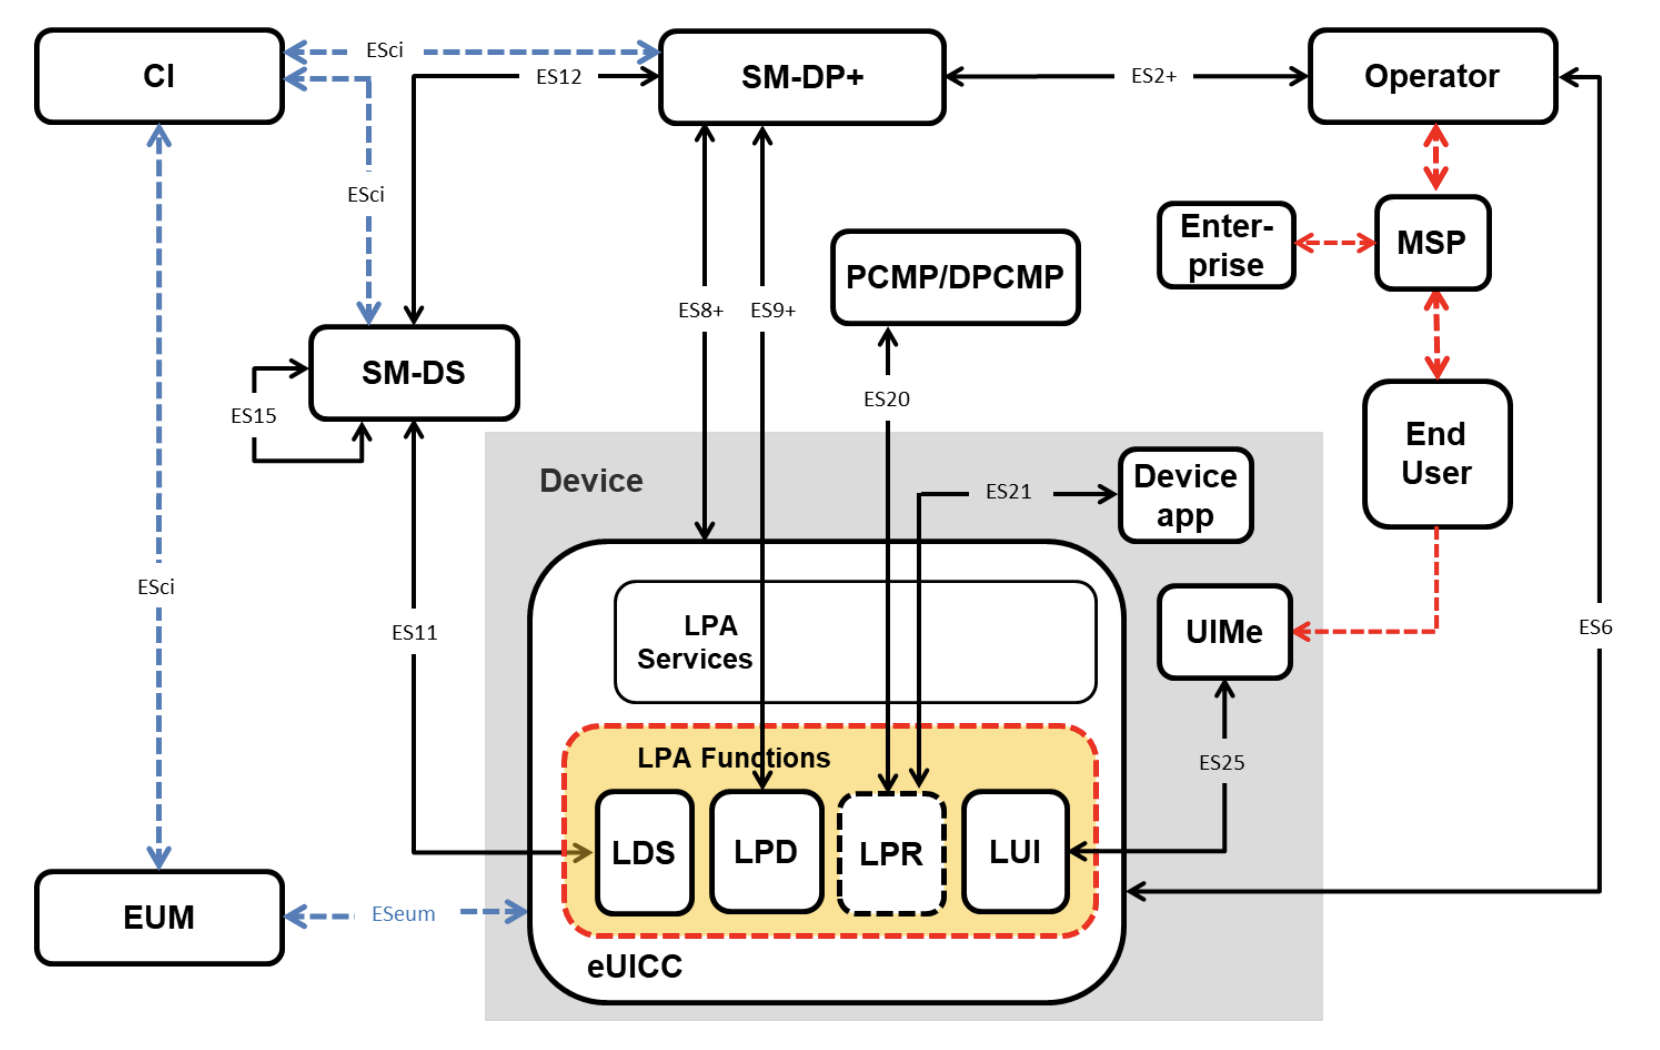 CI
ESci
SM-DP+
ES2+
Operator
ES12
ESci
Enter-
prise
MSP
PCMP/DPCMP
ES8+
ES9+
SM-DS
ES15
ES20
End
User
Device
ES21
Device
app
ESci
ES11
LPA
Services
UIMe
ES6
LPA Functions
ES25
LDS
LPD
LPR
LUI
EUM
ESeum
eUICC